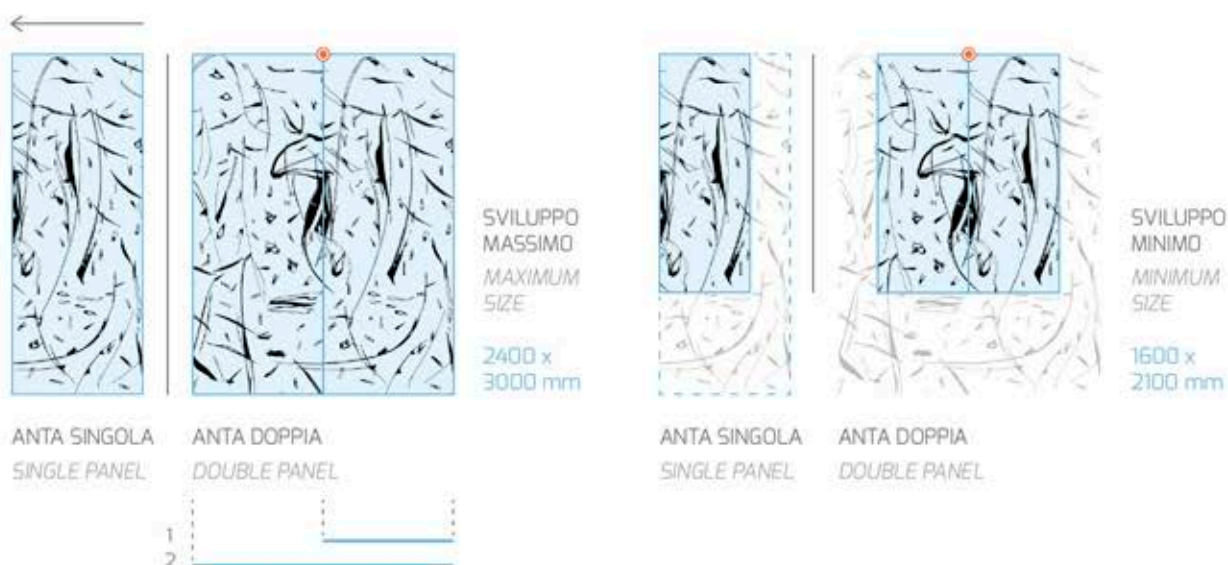 SVILUPPO
MASSIMO
MAXIMUM
SIZE
2400 x
3000 mm
ANTA SINGOLA
SINGLE PANEL
ANTA DOPPIA
DOUBLE PANEL
1
2
SVILUPPO
MINIMO
MINIMUM
SIZE
1600 x
2100 mm
ANTA SINGOLA
SINGLE PANEL
ANTA DOPPIA
DOUBLE PANEL